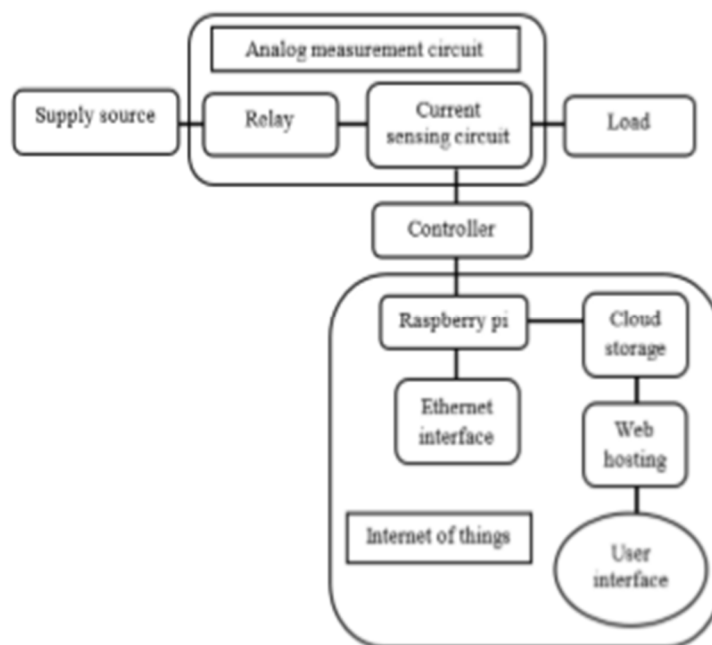 Analog measurement circuit
Supply source
Relay
Current
sensing circuit
Load
Controller
Raspberry pi
Cloud
storage
Ethernet
interface
Web
hosting
Internet of things
User
interface